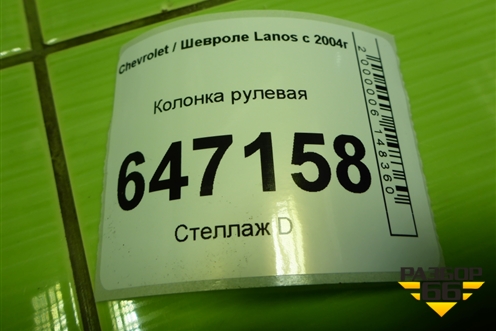 Chevrolet / Шевроле Lanos с 2004г
Колонка рулевая
647158
Стеллаж D
2000006148360
РАЗБОР
66